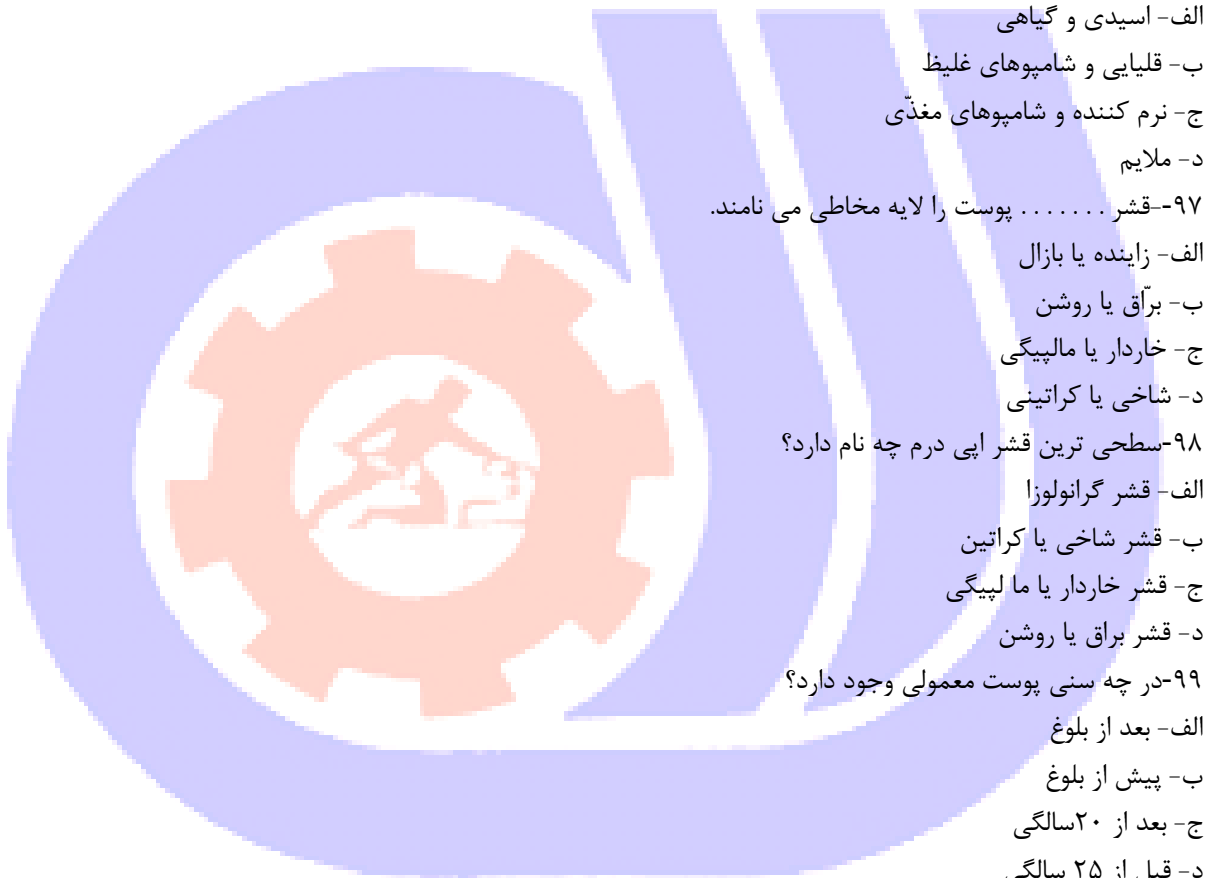 الف- اسیدی و گیاهی
ب- قلیایی و شامپوهای غلیظ
ج- نرم کننده و شامپوهای مغذّی
د- ملایم
۹۷--قشر . . . . . . . پوست را لایه مخاطی می نامند.
الف- زاینده یا بازال
ب- برّاق یا روشن
ج- خاردار یا مالپیگی
د- شاخی یا کراتینی
۹۸-سطحی ترین قشر اپی درم چه نام دارد؟
الف- قشر گرانولوزا
ب- قشر شاخی یا کراتین
ج- قشر خاردار یا ما لپیگی
د- قشر براق یا روشن
۹۹-در چه سنی پوست معمولی وجود دارد؟
الف- بعد از بلوغ
ب- پیش از بلوغ
ج- بعد از ۲۰سالگی
د- قبل از ۲۵ سالگی